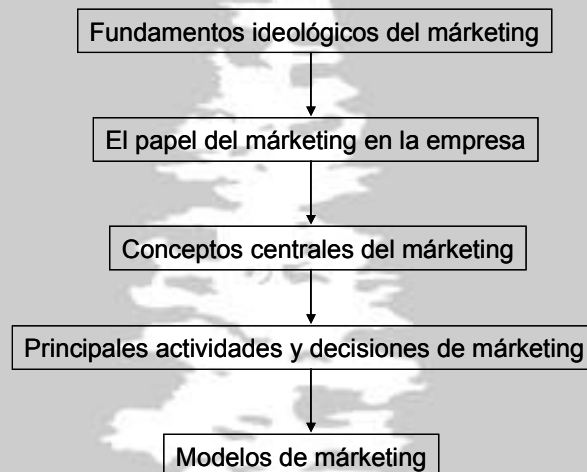 Fundamentos ideológicos del márketing
El papel del márketing en la empresa
Conceptos centrales del márketing
Principales actividades y decisiones de márketing
Modelos de márketing